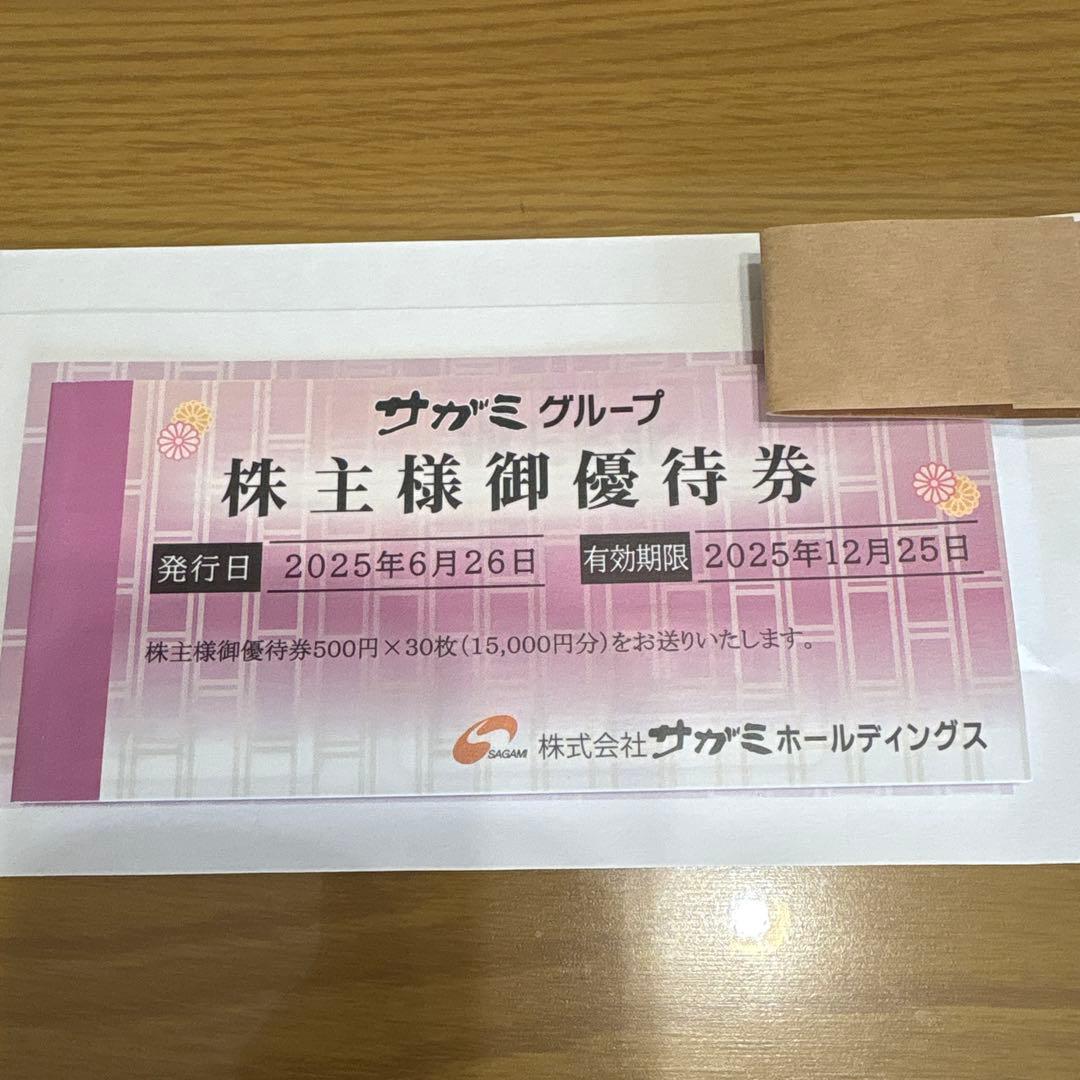 サガミ グループ
株主様御優待券
発行日 2025年6月26日 有効期限 2025年12月25日
株主様御優待券500円×30枚(15,000円分)をお送りいたします。
SAGAMI 株式会社サガミホールディングス